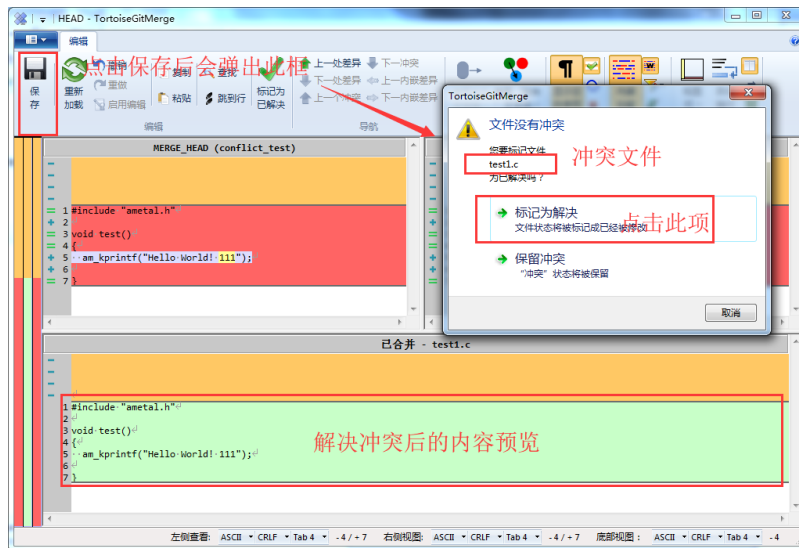 HEAD - TortoiseGitMerge
编辑
点击保存后会弹出此框
保存
重新加载
撤销
重做
启用编辑
复制
粘贴
查找
跳到行
标记为已解决
上一处差异
下一处差异
上一个冲突
下一冲突
上一内嵌差异
下一内嵌差异
编辑
导航
MERGE_HEAD (conflict_test)
1 #include "ametal.h"
2
3 void test()
4 {
5 ··am_kprintf("Hello·World!·111");
6
7 }
TortoiseGitMerge
文件没有冲突
您要标记文件
test1.c
为已解决吗？
冲突文件
标记为解决
文件状态将被标记成已经被修改
点击此项
保留冲突
“冲突”状态将被保留
取消
已合并 - test1.c
1 #include·"ametal.h"
2
3 void·test()
4 {
5 ··am_kprintf("Hello·World!·111");
6
7 }
解决冲突后的内容预览
左侧查看: ASCII CRLF Tab 4 -4 / + 7 右侧视图: ASCII CRLF Tab 4 -4 / + 7 底部视图: ASCII CRLF Tab 4 -4